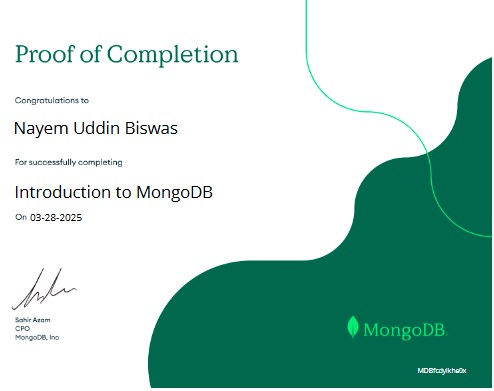 Proof of Completion
Congratulations to
Nayem Uddin Biswas
For successfully completing
Introduction to MongoDB
On 03-28-2025
Sahir Azam
CPO
MongoDB, Inc
MongoDB.